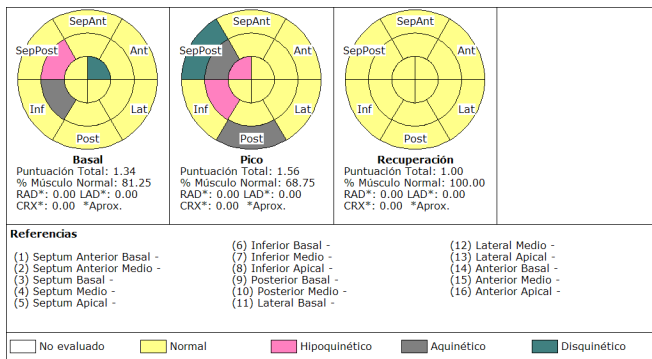 SepAnt
SepPost
Ant
Inf
Lat
Post
Basal
Puntuación Total: 1.34
% Músculo Normal: 81.25
RAD*: 0.00 LAD*: 0.00
CRX*: 0.00 *Aprox.
SepAnt
SepPost
Ant
Inf
Lat
Post
Pico
Puntuación Total: 1.56
% Músculo Normal: 68.75
RAD*: 0.00 LAD*: 0.00
CRX*: 0.00 *Aprox.
SepAnt
SepPost
Ant
Inf
Lat
Post
Recuperación
Puntuación Total: 1.00
% Músculo Normal: 100.00
RAD*: 0.00 LAD*: 0.00
CRX*: 0.00 *Aprox.
Referencias
(1) Septum Anterior Basal -
(2) Septum Anterior Medio -
(3) Septum Basal -
(4) Septum Medio -
(5) Septum Apical -
(6) Inferior Basal -
(7) Inferior Medio -
(8) Inferior Apical -
(9) Posterior Basal -
(10) Posterior Medio -
(11) Lateral Basal -
(12) Lateral Medio -
(13) Lateral Apical -
(14) Anterior Basal -
(15) Anterior Medio -
(16) Anterior Apical -
No evaluado
Normal
Hipoquinético
Aquinético
Disquinético